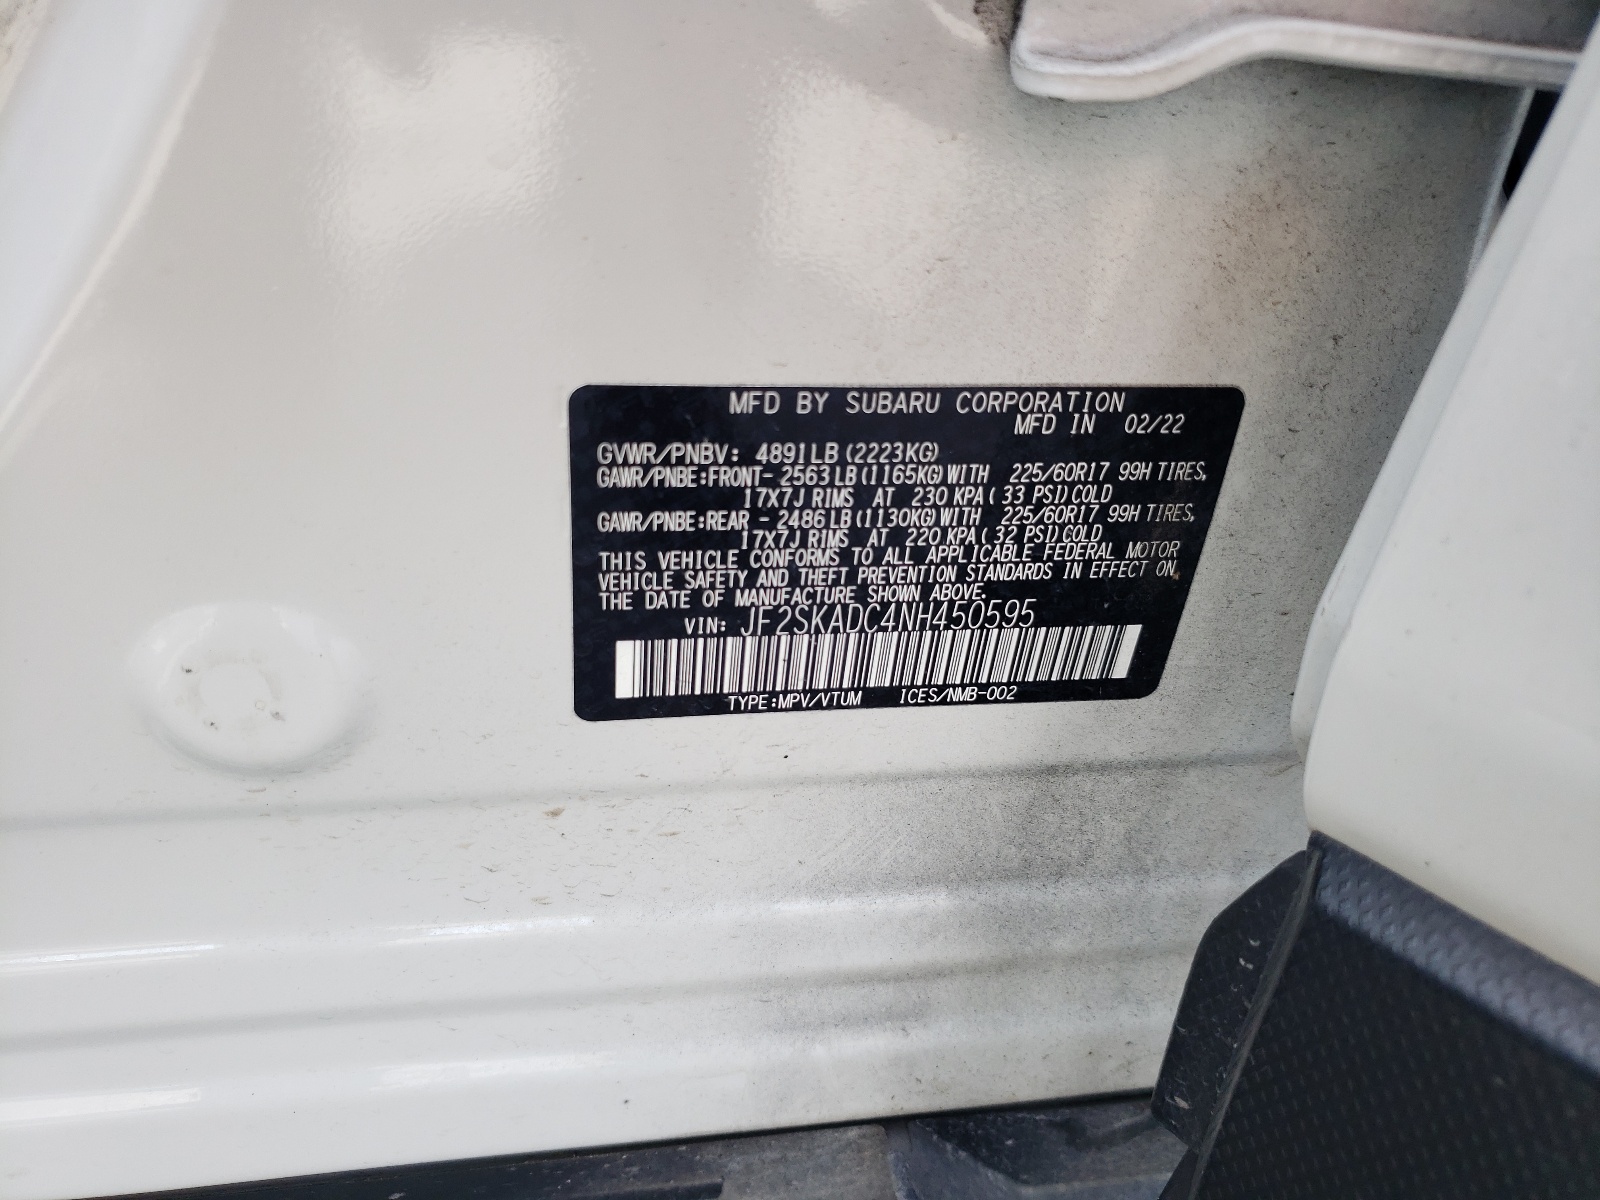 MFD BY SUBARU CORPORATION
MFD IN 02/22
GVWR/PNBV: 4891LB (2223KG)
GAWR/PNBE:FRONT- 2563LB (1165KG)WITH 225/60R17 99H TIRES,
17X7J RIMS AT 230 KPA( 33 PSI)COLD
GAWR/PNBE:REAR - 2486LB (1130KG)WITH 225/60R17 99H TIRES,
17X7J RIMS AT 220 KPA( 32 PSI)COLD
THIS VEHICLE CONFORMS TO ALL APPLICABLE FEDERAL MOTOR
VEHICLE SAFETY AND THEFT PREVENTION STANDARDS IN EFFECT ON
THE DATE OF MANUFACTURE SHOWN ABOVE.
VIN: JF2SKADC4NH450595
TYPE:MPV/VTUM ICES/NMB-002